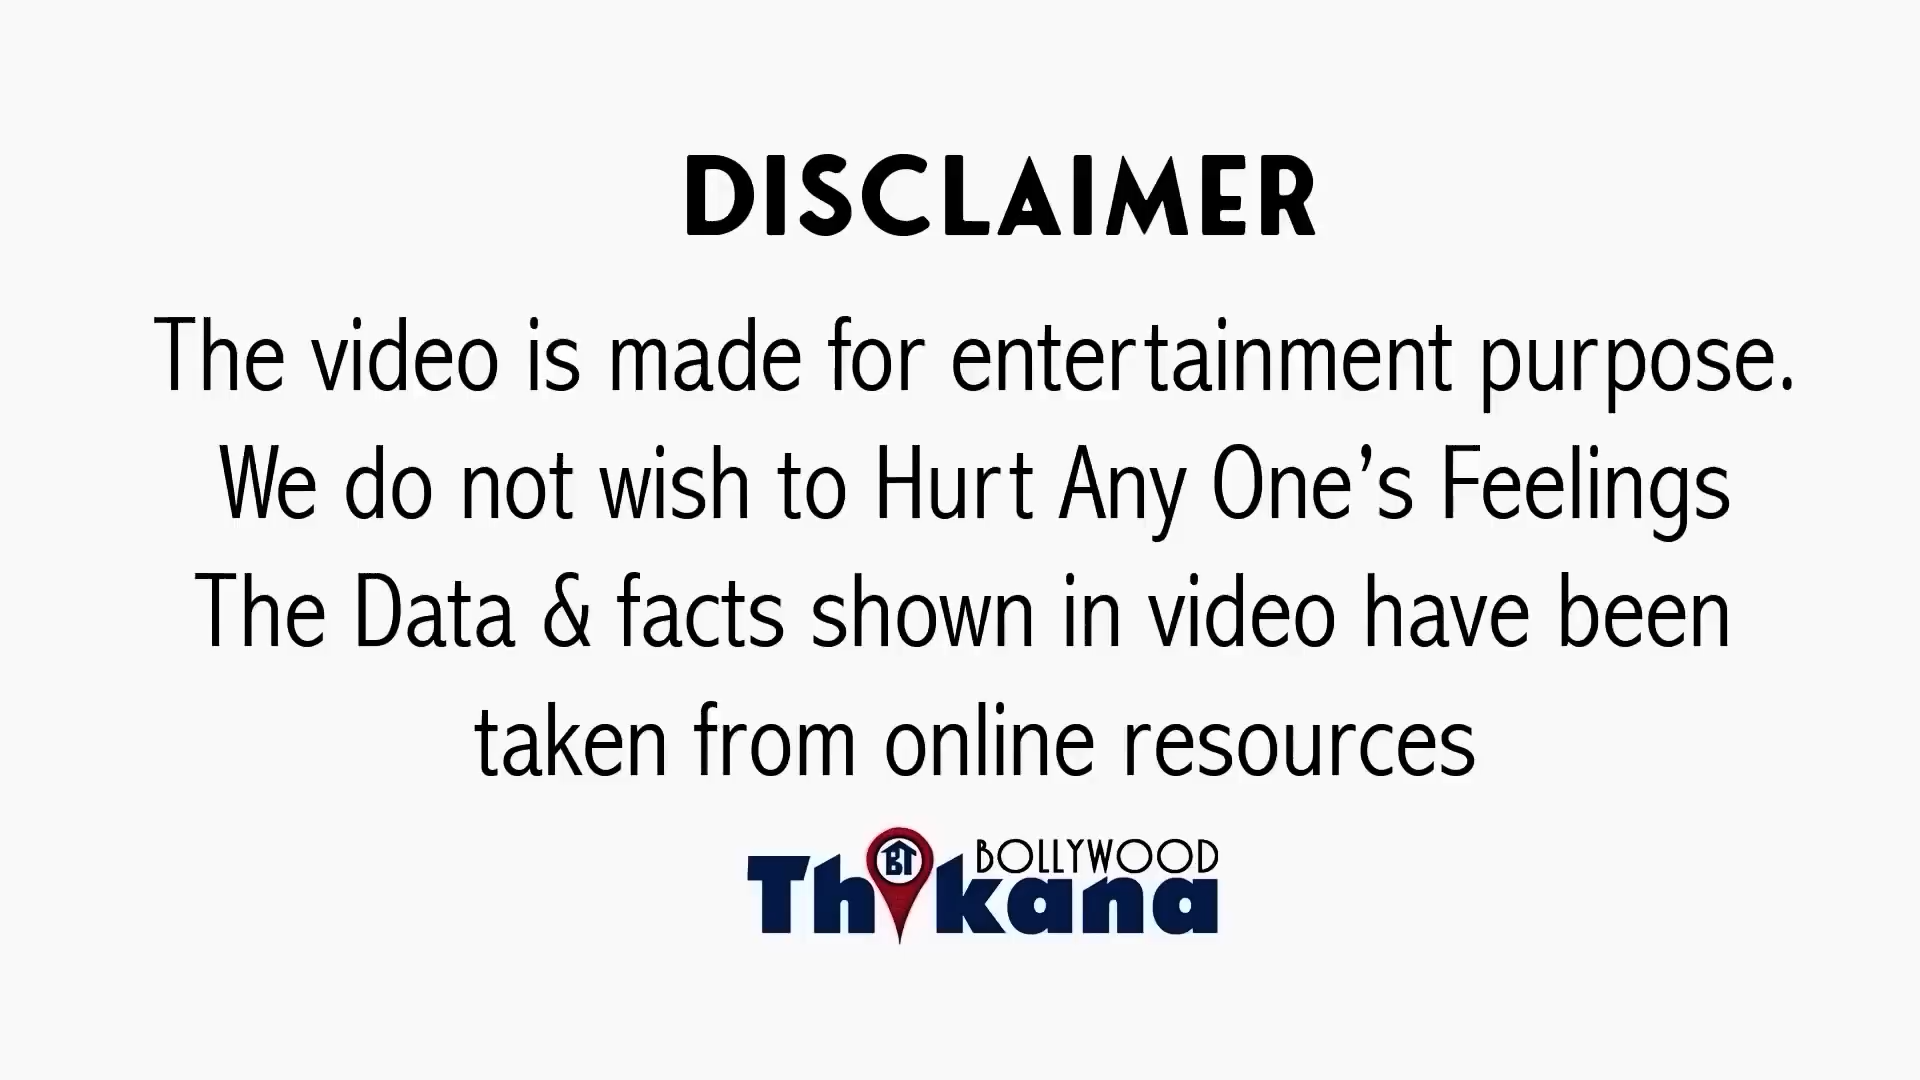 DISCLAIMER
The video is made for entertainment purpose.
We do not wish to Hurt Any One’s Feelings
The Data & facts shown in video have been
taken from online resources
BOLLYWOOD
BT
Thikana